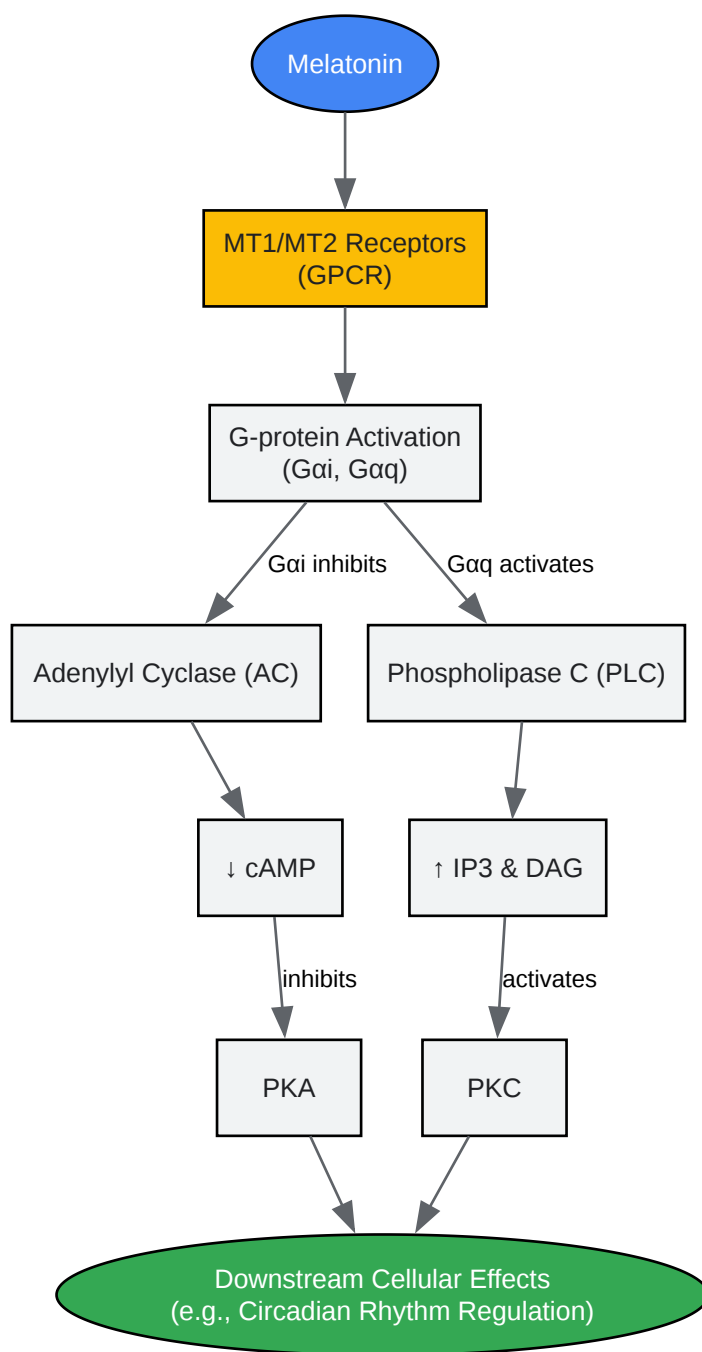 Melatonin
MT1/MT2 Receptors
(GPCR)
G-protein Activation
(Gαi, Gαq)
Gαi inhibits
Gαq activates
Adenylyl Cyclase (AC)
Phospholipase C (PLC)
↓ cAMP
↑ IP3 & DAG
inhibits
activates
PKA
PKC
Downstream Cellular Effects
(e.g., Circadian Rhythm Regulation)